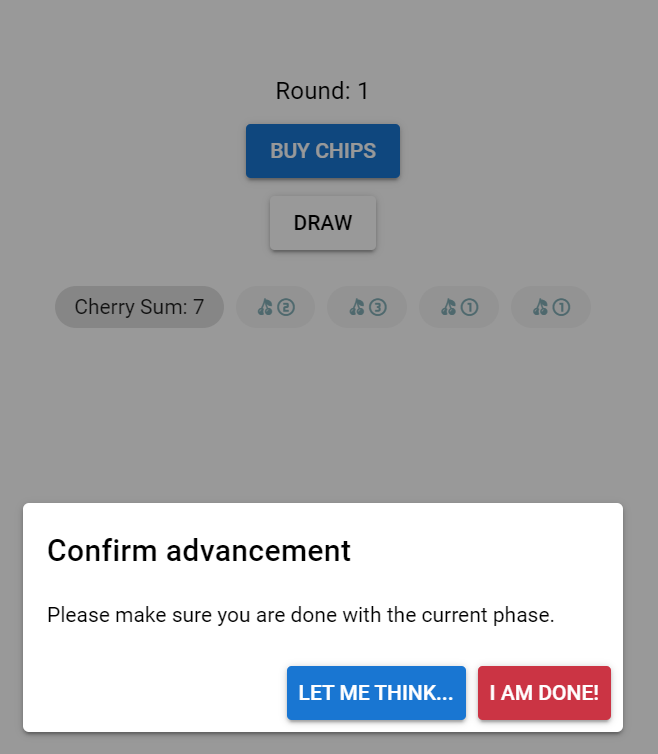 Round: 1
BUY CHIPS
DRAW
Cherry Sum: 7 2 3 1 1
Confirm advancement
Please make sure you are done with the current phase.
LET ME THINK... I AM DONE!